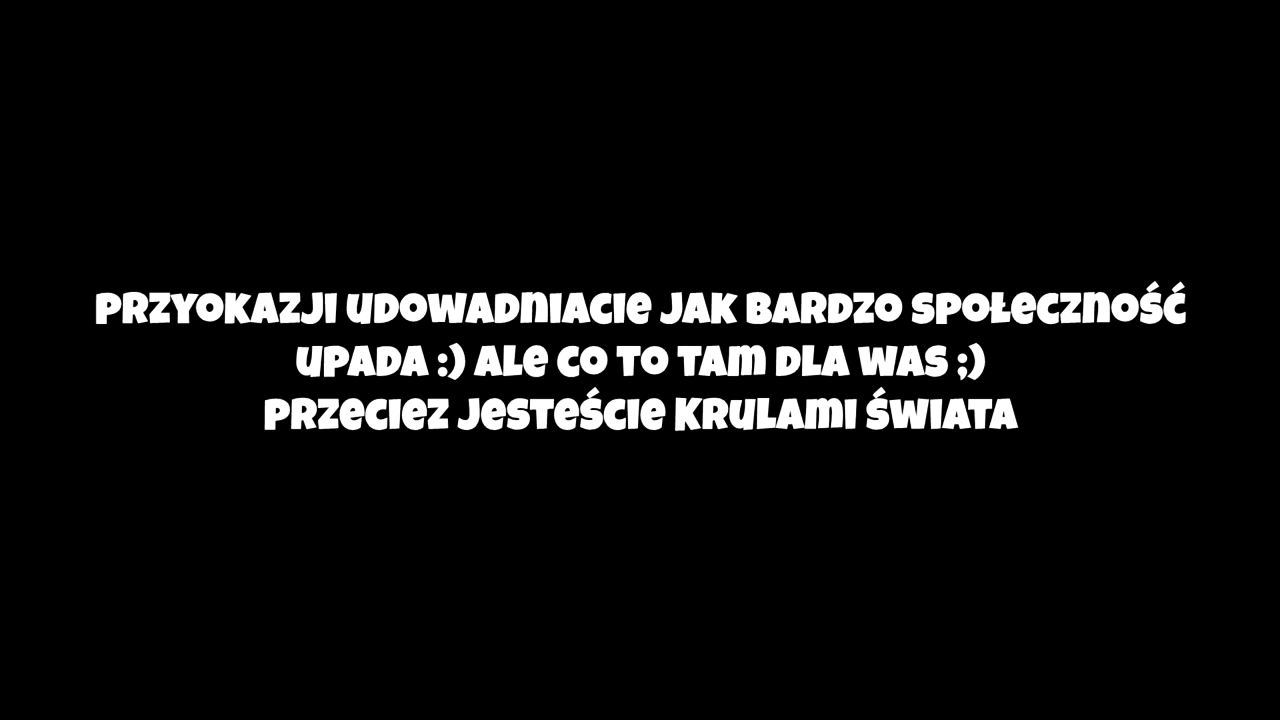 Przyokazji udowadniacie jak bardzo społeczność
upada :) Ale co to tam dla was ;)
Przeciez jesteście krulami świata